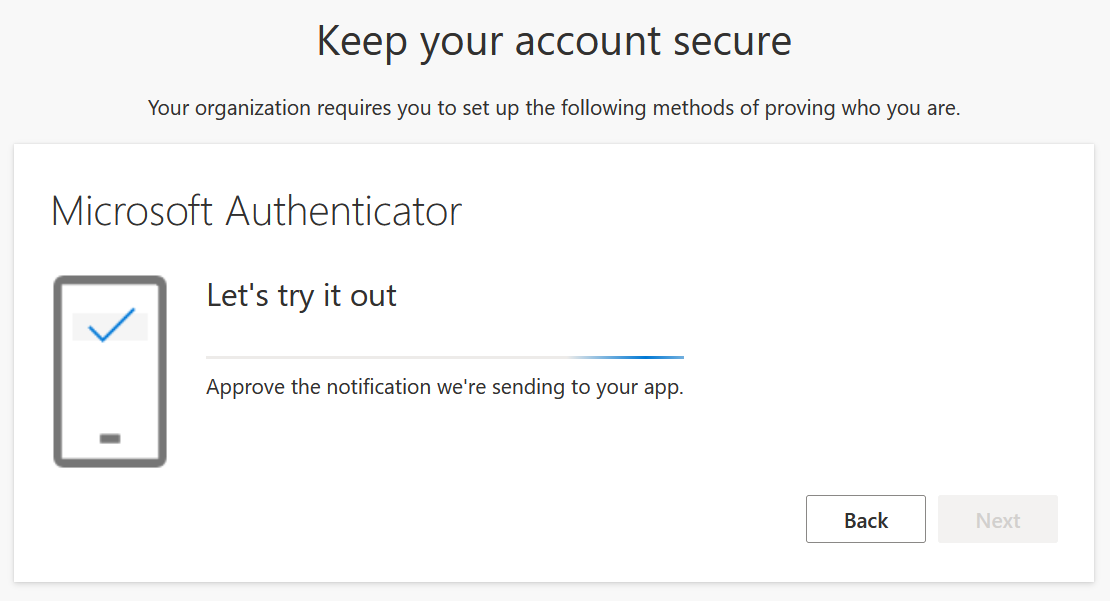 Keep your account secure
Your organization requires you to set up the following methods of proving who you are.
Microsoft Authenticator
Let's try it out
Approve the notification we're sending to your app.
Back
Next